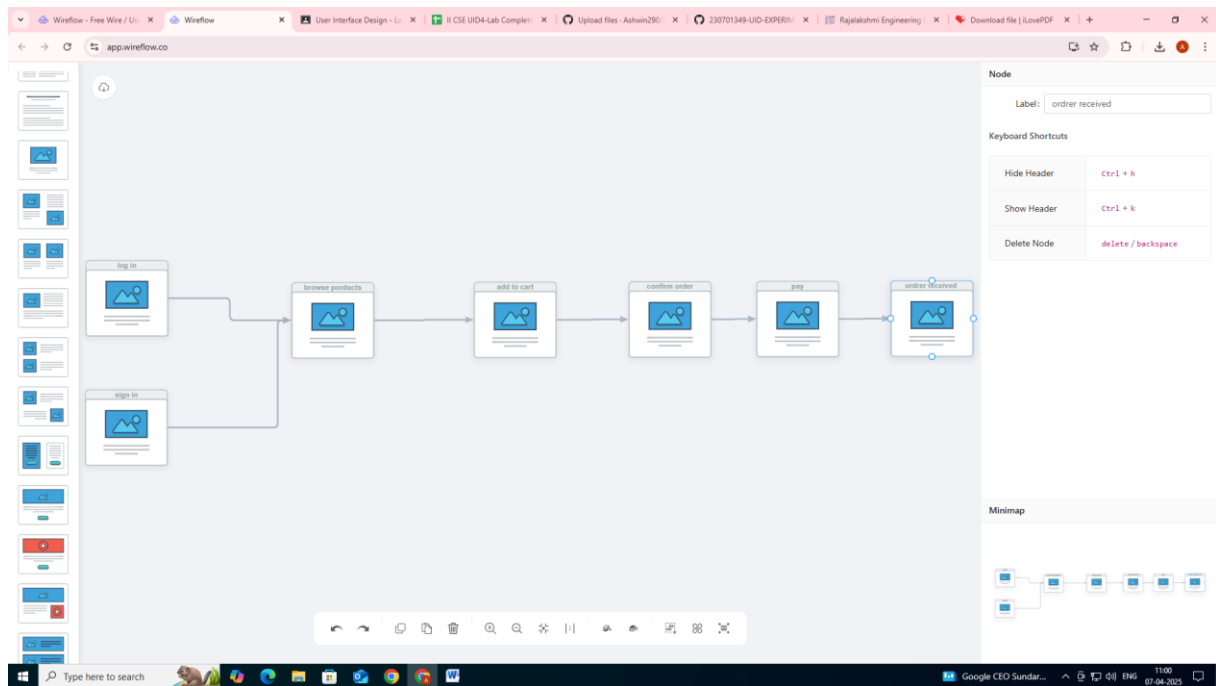 Wireflow - Free Wire / Us
Wireflow
User Interface Design - Lo
II CSE UID4-Lab Complet
Upload files · Ashwin290
230701349-UID-EXPERI
Rajalakshmi Engineering
Download file | iLovePDF
app.wireflow.co
A
Node
Label:
ordrer received
Keyboard Shortcuts
Hide Header
Ctrl + h
Show Header
Ctrl + k
Delete Node
delete / backspace
log in
browse porducts
add to cart
confirm order
pay
ordrer received
sign in
Minimap
Type here to search
Google CEO Sundar...
ENG
11:00
07-04-2025